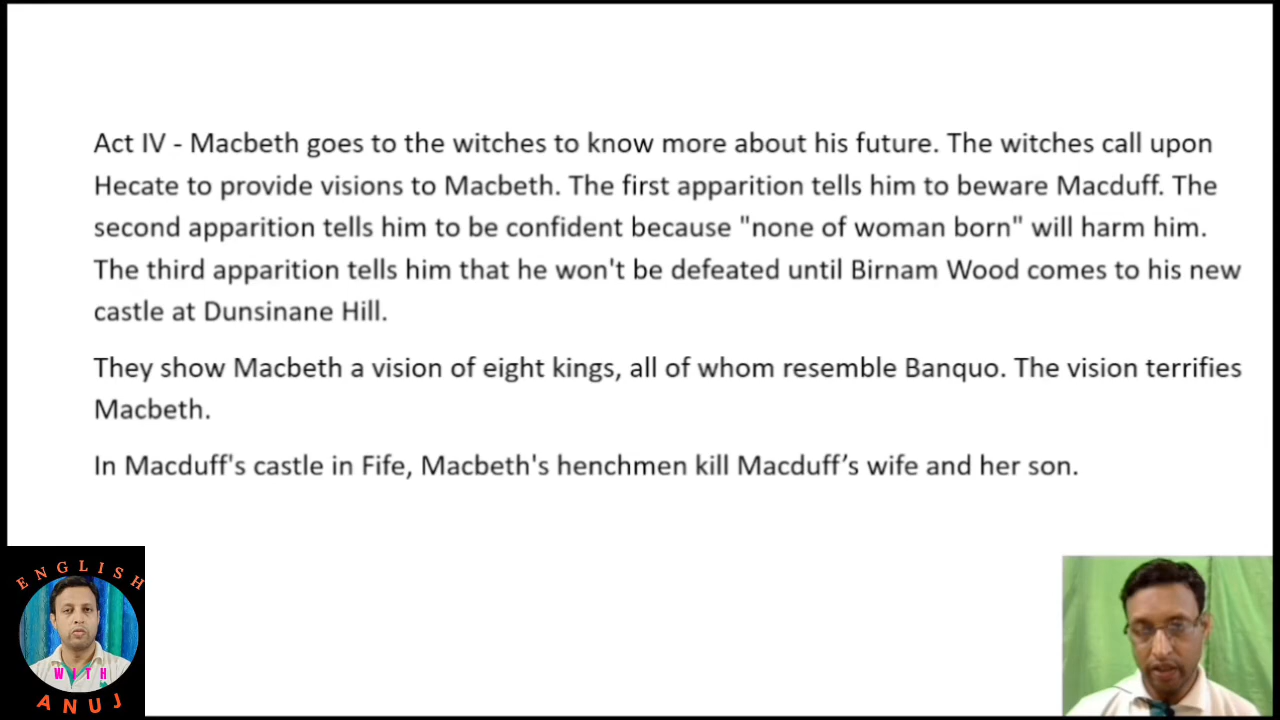 Act IV - Macbeth goes to the witches to know more about his future. The witches call upon
Hecate to provide visions to Macbeth. The first apparition tells him to beware Macduff. The
second apparition tells him to be confident because "none of woman born" will harm him.
The third apparition tells him that he won't be defeated until Birnam Wood comes to his new
castle at Dunsinane Hill.
They show Macbeth a vision of eight kings, all of whom resemble Banquo. The vision terrifies
Macbeth.
In Macduff's castle in Fife, Macbeth's henchmen kill Macduff’s wife and her son.
ENGLISH
WITH
ANUJ